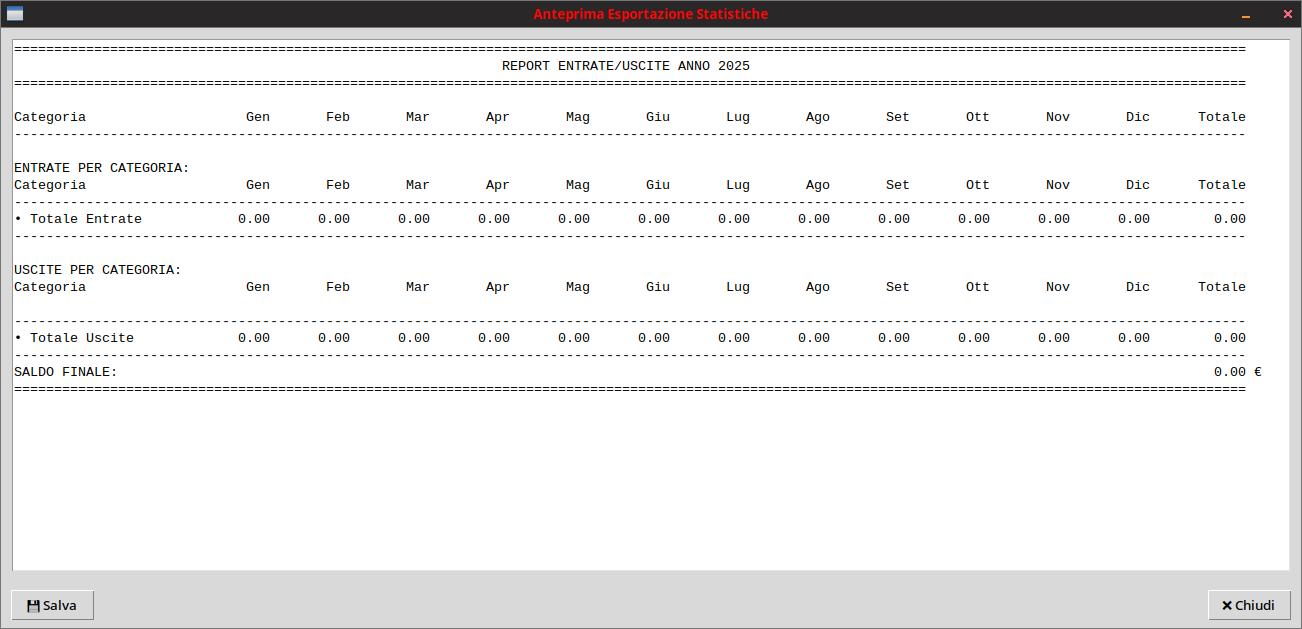 Anteprima Esportazione Statistiche
==========================================================================================================================================================
REPORT ENTRATE/USCITE ANNO 2025
==========================================================================================================================================================
Categoria Gen Feb Mar Apr Mag Giu Lug Ago Set Ott Nov Dic Totale
----------------------------------------------------------------------------------------------------------------------------------------------------------
ENTRATE PER CATEGORIA:
Categoria Gen Feb Mar Apr Mag Giu Lug Ago Set Ott Nov Dic Totale
----------------------------------------------------------------------------------------------------------------------------------------------------------
• Totale Entrate 0.00 0.00 0.00 0.00 0.00 0.00 0.00 0.00 0.00 0.00 0.00 0.00 0.00
----------------------------------------------------------------------------------------------------------------------------------------------------------
USCITE PER CATEGORIA:
Categoria Gen Feb Mar Apr Mag Giu Lug Ago Set Ott Nov Dic Totale
----------------------------------------------------------------------------------------------------------------------------------------------------------
• Totale Uscite 0.00 0.00 0.00 0.00 0.00 0.00 0.00 0.00 0.00 0.00 0.00 0.00 0.00
----------------------------------------------------------------------------------------------------------------------------------------------------------
SALDO FINALE: 0.00 €
==========================================================================================================================================================
Salva
Chiudi